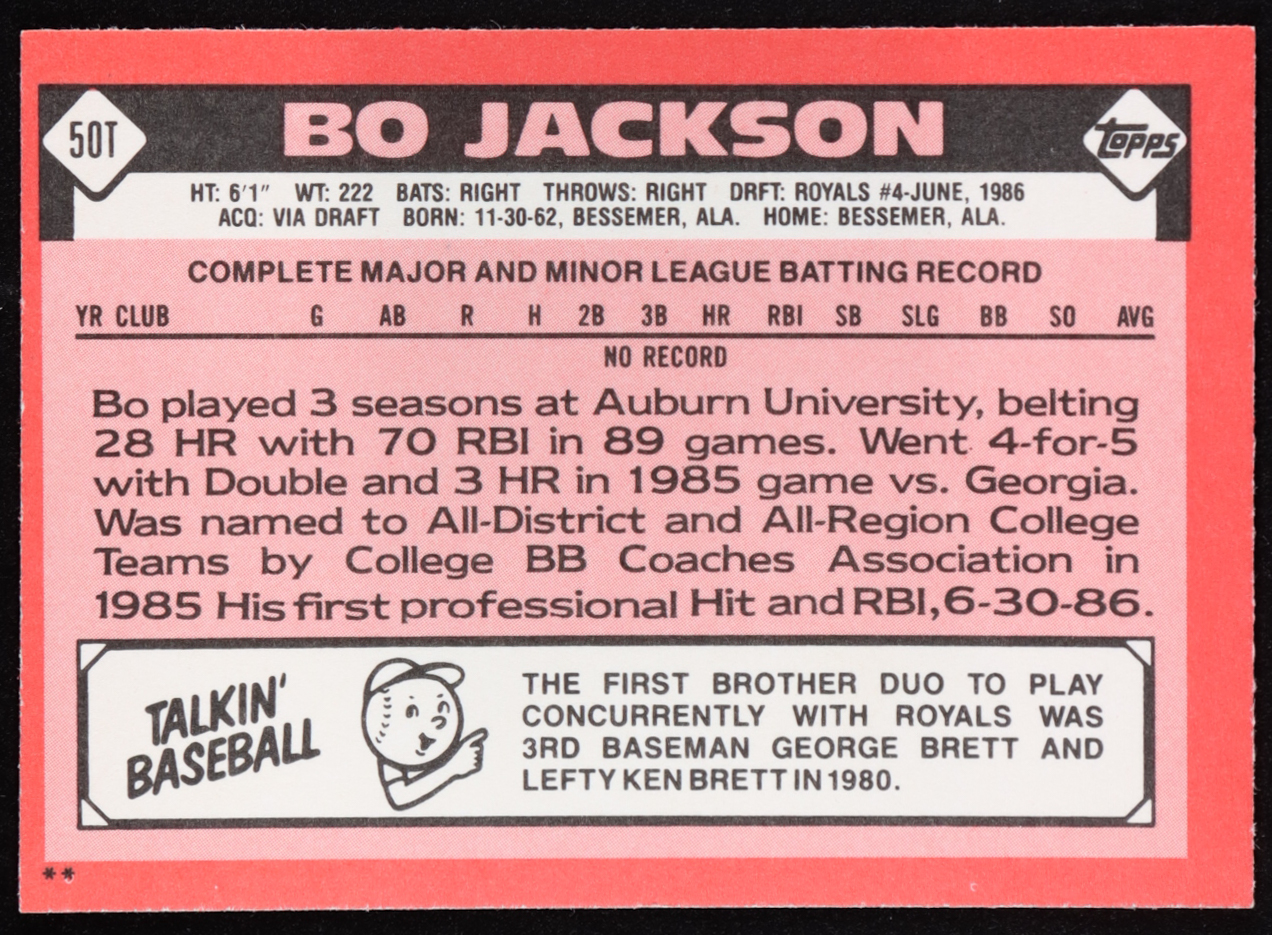 50T
BO JACKSON
TOPPS
HT: 6'1" WT: 222 BATS: RIGHT THROWS: RIGHT DRFT: ROYALS #4-JUNE, 1986
ACQ: VIA DRAFT BORN: 11-30-62, BESSEMER, ALA. HOME: BESSEMER, ALA.
COMPLETE MAJOR AND MINOR LEAGUE BATTING RECORD
YR CLUB G AB R H 2B 3B HR RBI SB SLG BB SO AVG
NO RECORD
Bo played 3 seasons at Auburn University, belting
28 HR with 70 RBI in 89 games. Went 4-for-5
with Double and 3 HR in 1985 game vs. Georgia.
Was named to All-District and All-Region College
Teams by College BB Coaches Association in
1985 His first professional Hit and RBI, 6-30-86.
TALKIN'
BASEBALL
THE FIRST BROTHER DUO TO PLAY
CONCURRENTLY WITH ROYALS WAS
3RD BASEMAN GEORGE BRETT AND
LEFTY KEN BRETT IN 1980.
**